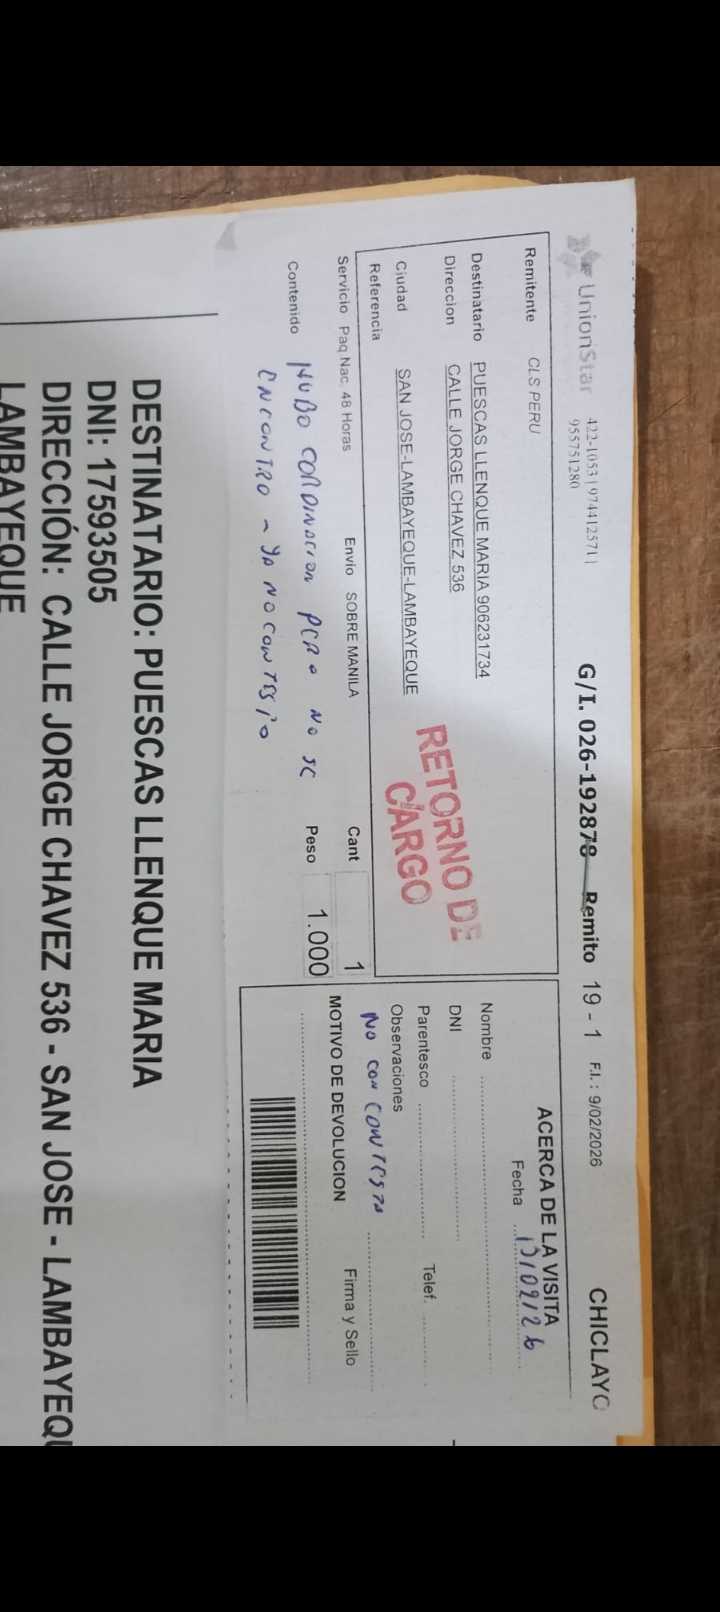 UnionStar
422-1053 | 974412571 |
955751280
G/I. 026-192878 Remito 19 - 1 F.I.: 9/02/2026 CHICLAYO
Remitente CLS PERU
Destinatario PUESCAS LLENQUE MARIA 906231734
Direccion CALLE JORGE CHAVEZ 536
Ciudad SAN JOSE-LAMBAYEQUE-LAMBAYEQUE
Referencia
RETORNO DE
CARGO
Servicio Paq Nac. 48 Horas Envio SOBRE MANILA Cant 1
Contenido Peso 1.000
HUBO CORDINACION PERO NO SE
ENCONTRO - YA NO CONTESTO
ACERCA DE LA VISITA
Fecha 13/02/26
Nombre
DNI
Parentesco Telef.
Observaciones
NO CON CONTESTA
MOTIVO DE DEVOLUCION Firma y Sello
DESTINATARIO: PUESCAS LLENQUE MARIA
DNI: 17593505
DIRECCIÓN: CALLE JORGE CHAVEZ 536 - SAN JOSE - LAMBAYEQU
LAMBAYEQUE